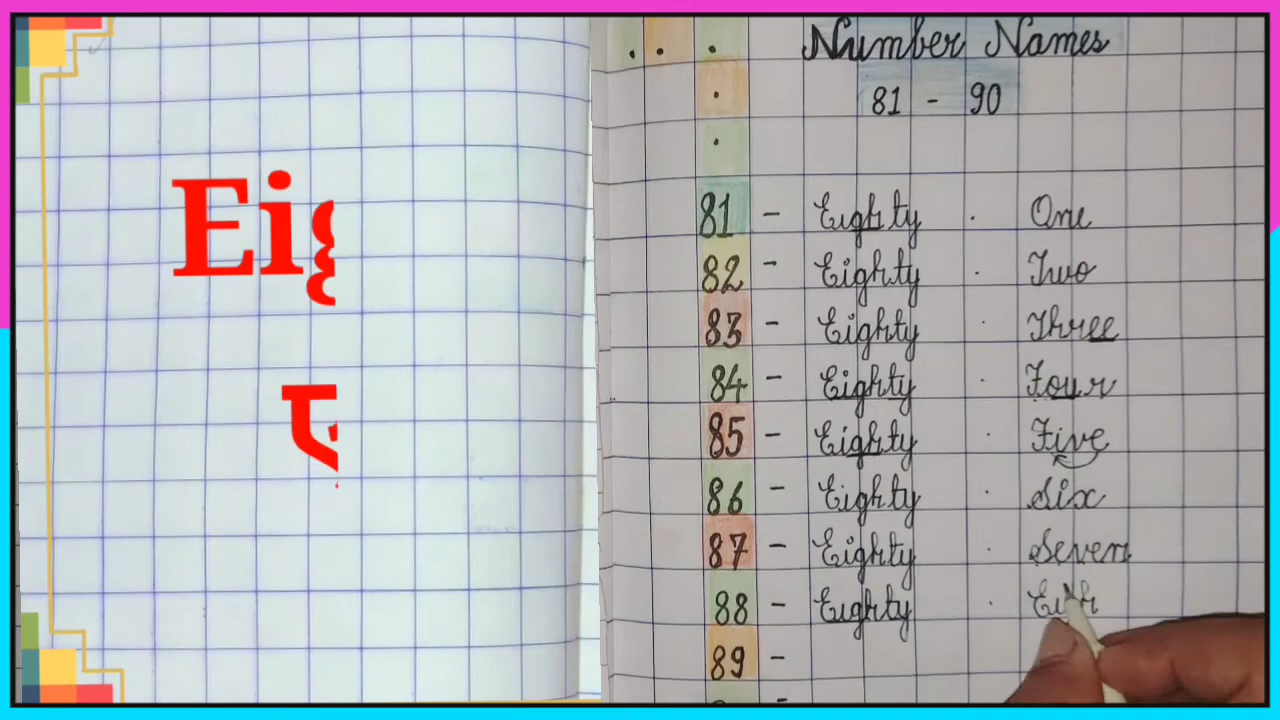 Ei
Number Names
81 - 90
81 - Eighty . One
82 - Eighty . Two
83 - Eighty . Three
84 - Eighty . Four
85 - Eighty . Five
86 - Eighty . Six
87 - Eighty . Seven
88 - Eighty . Eigh
89 -